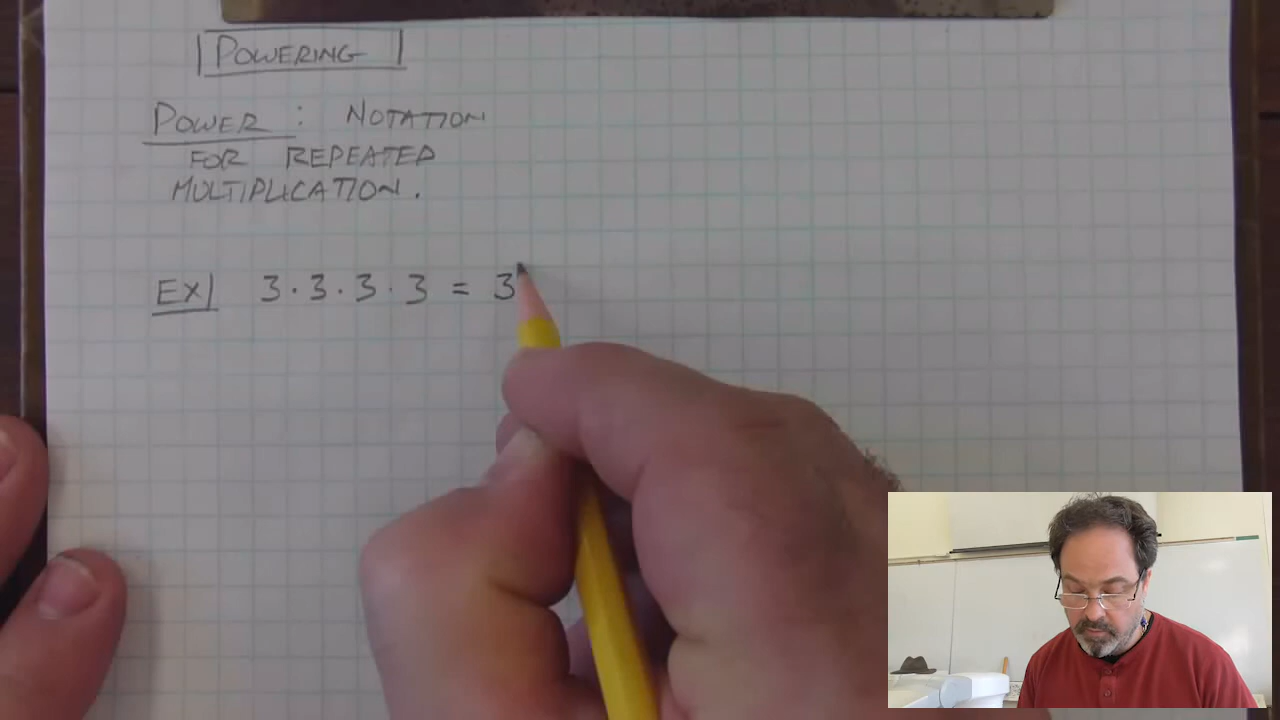 POWERING
POWER : NOTATION
FOR REPEATED
MULTIPLICATION.
EX| 3 · 3 · 3 · 3 = 3